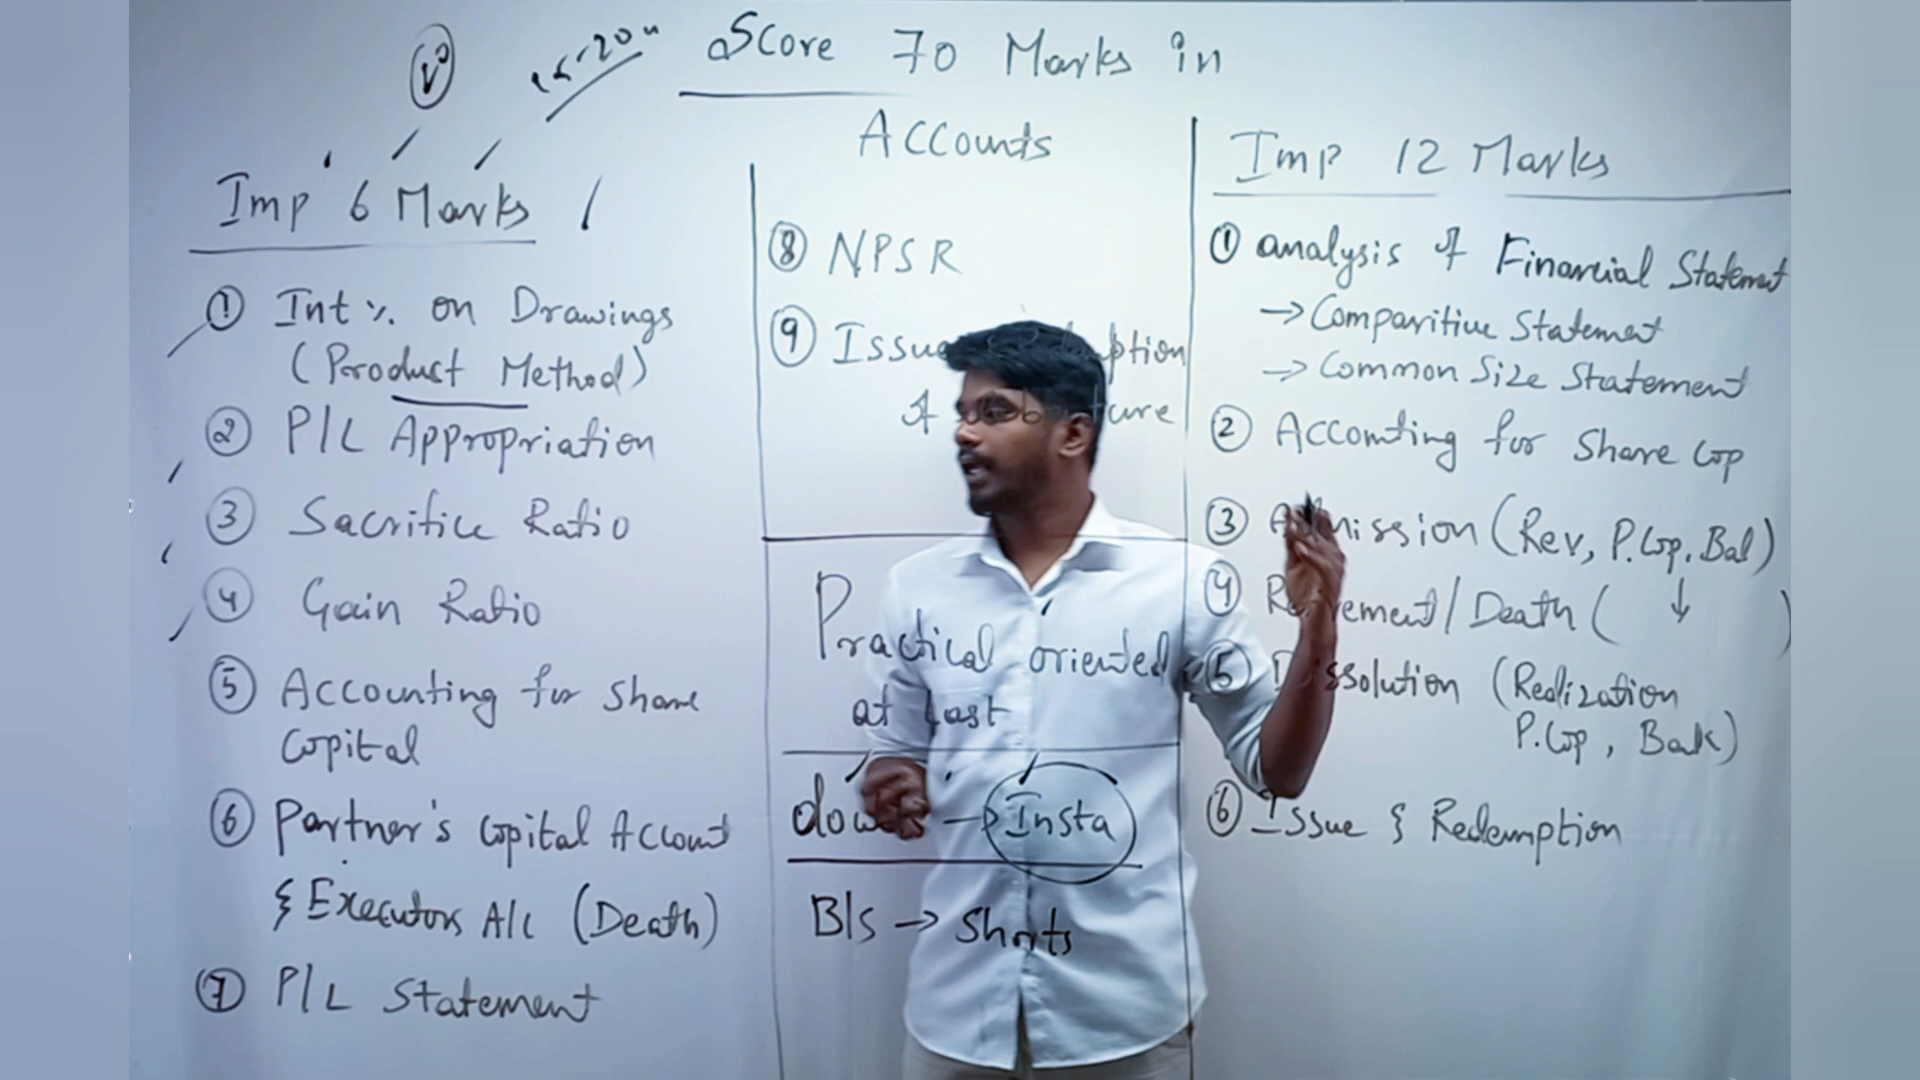 Score 70 Marks in
Accounts
15-20 "
Imp 6 Marks
① Int % on Drawings
(Product Method)
② P/L Appropriation
③ Sacrifice Ratio
④ Gain Ratio
⑤ Accounting for Share
Capital
⑥ Partner's Capital Account
& Executors A/c (Death)
⑦ P/L Statement
⑧ NPSR
⑨ Issue
of
Practical oriented
at last
→ Insta
B/s → Shorts
Imp 12 Marks
① analysis of Financial Statement
→ Comparitive Statement
→ Common Size Statement
② Accounting for Share Cap
③ Admission (Rev, P.Cap, Bal)
④ Retirement/Death ( ↓ )
⑤ Dissolution (Realization
P.Cap, Bank)
⑥ Issue & Redemption